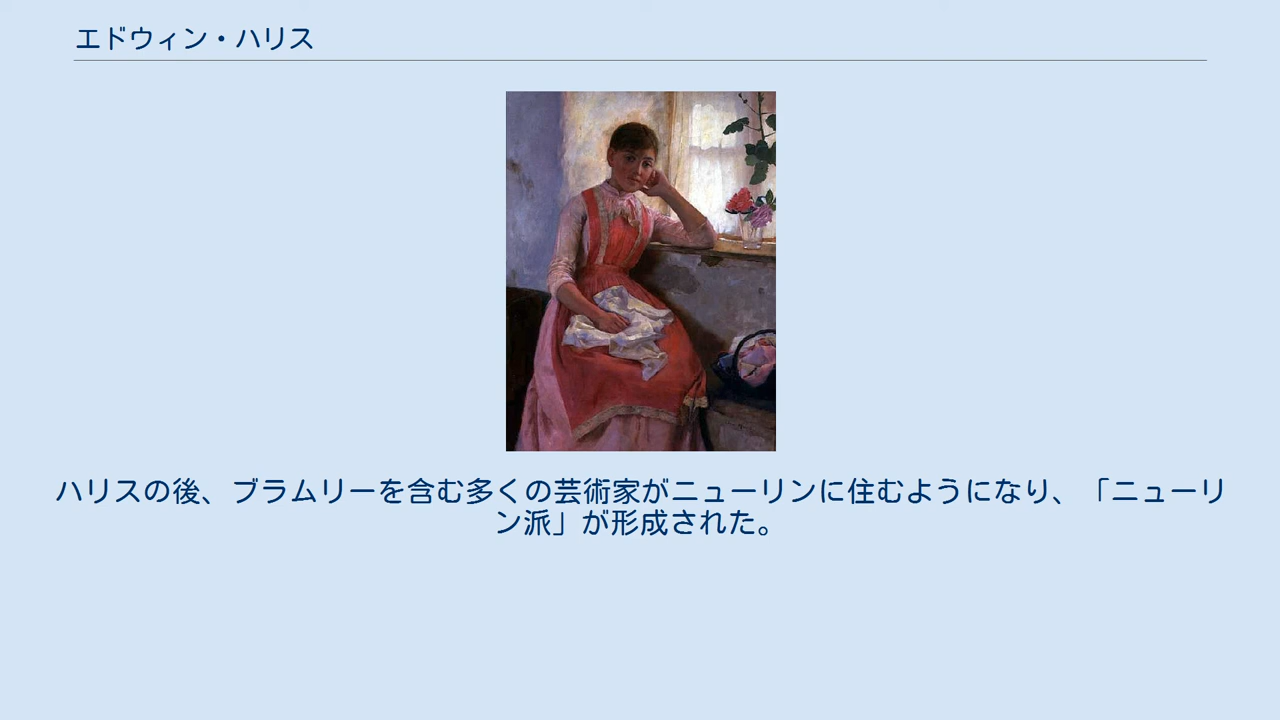 エドウィン・ハリス
ハリスの後、ブラムリーを含む多くの芸術家がニューリンに住むようになり、「ニューリ
ン派」が形成された。